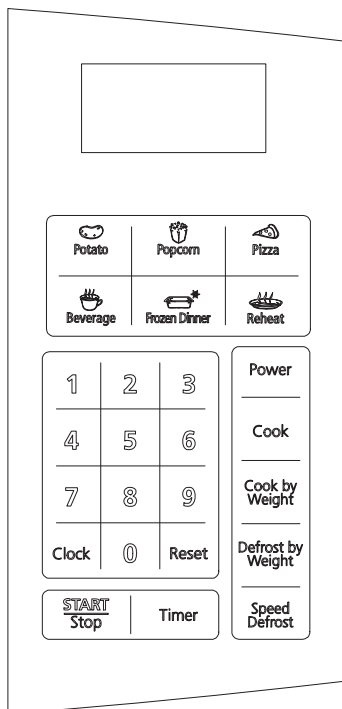 Potato Popcorn Pizza
Beverage Frozen Dinner Reheat
1 2 3
4 5 6
7 8 9
Clock 0 Reset
START
Stop
Timer
Power
Cook
Cook by
Weight
Defrost by
Weight
Speed
Defrost